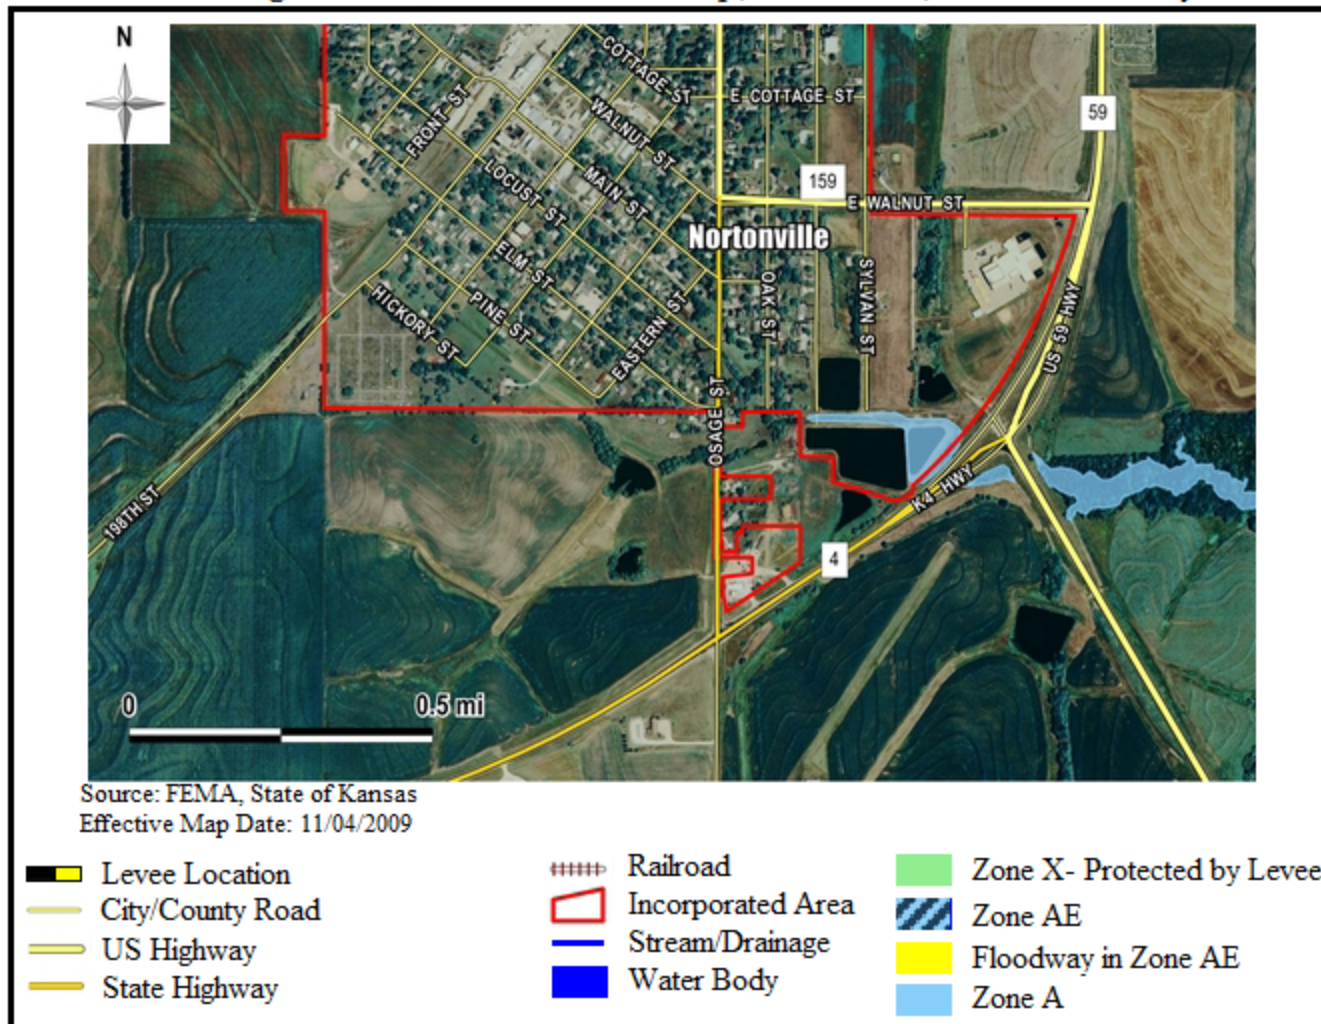 N
COTTAGE ST
E COTTAGE ST
59
FRONT ST
WALNUT ST
LOCUST ST
MAIN ST
159
E WALNUT ST
Nortonville
ELM ST
HICKORY ST
PINE ST
EASTERN ST
OAK ST
SYLVAN ST
US 59 HWY
OSAGE ST
198TH ST
K4 HWY
4
0 0.5 mi
Source: FEMA, State of Kansas
Effective Map Date: 11/04/2009
Levee Location
City/County Road
US Highway
State Highway
Railroad
Incorporated Area
Stream/Drainage
Water Body
Zone X- Protected by Levee
Zone AE
Floodway in Zone AE
Zone A